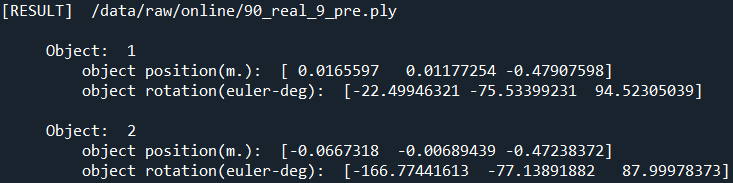 [RESULT] /data/raw/online/90_real_9_pre.ply
Object: 1
object position(m.): [ 0.0165597 0.01177254 -0.47907598]
object rotation(euler-deg): [-22.49946321 -75.53399231 94.52305039]
Object: 2
object position(m.): [-0.0667318 -0.00689439 -0.47238372]
object rotation(euler-deg): [-166.77441613 -77.13891882 87.99978373]